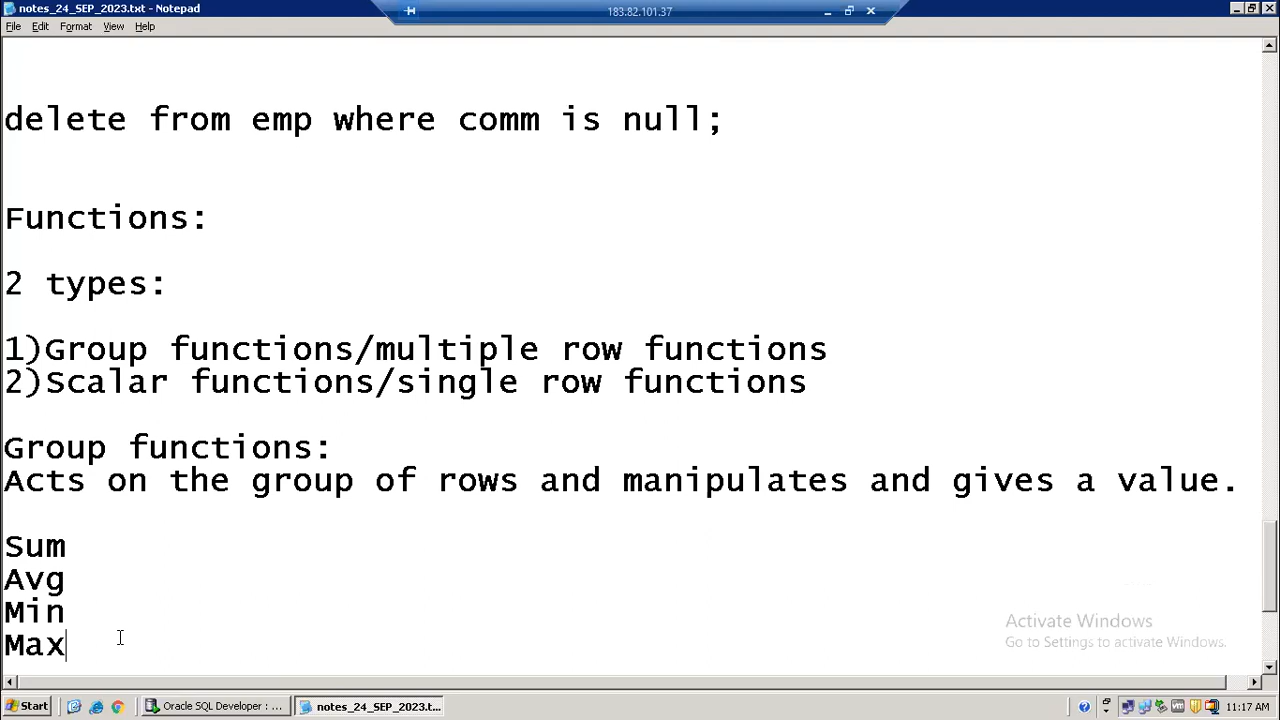 notes_24_SEP_2023.txt - Notepad
183.82.101.37
File Edit Format View Help
delete from emp where comm is null;
Functions:
2 types:
1)Group functions/multiple row functions
2)Scalar functions/single row functions
Group functions:
Acts on the group of rows and manipulates and gives a value.
Sum
Avg
Min
Max
Activate Windows
Go to Settings to activate Windows.
Start
Oracle SQL Developer : ...
notes_24_SEP_2023.t...
11:17 AM